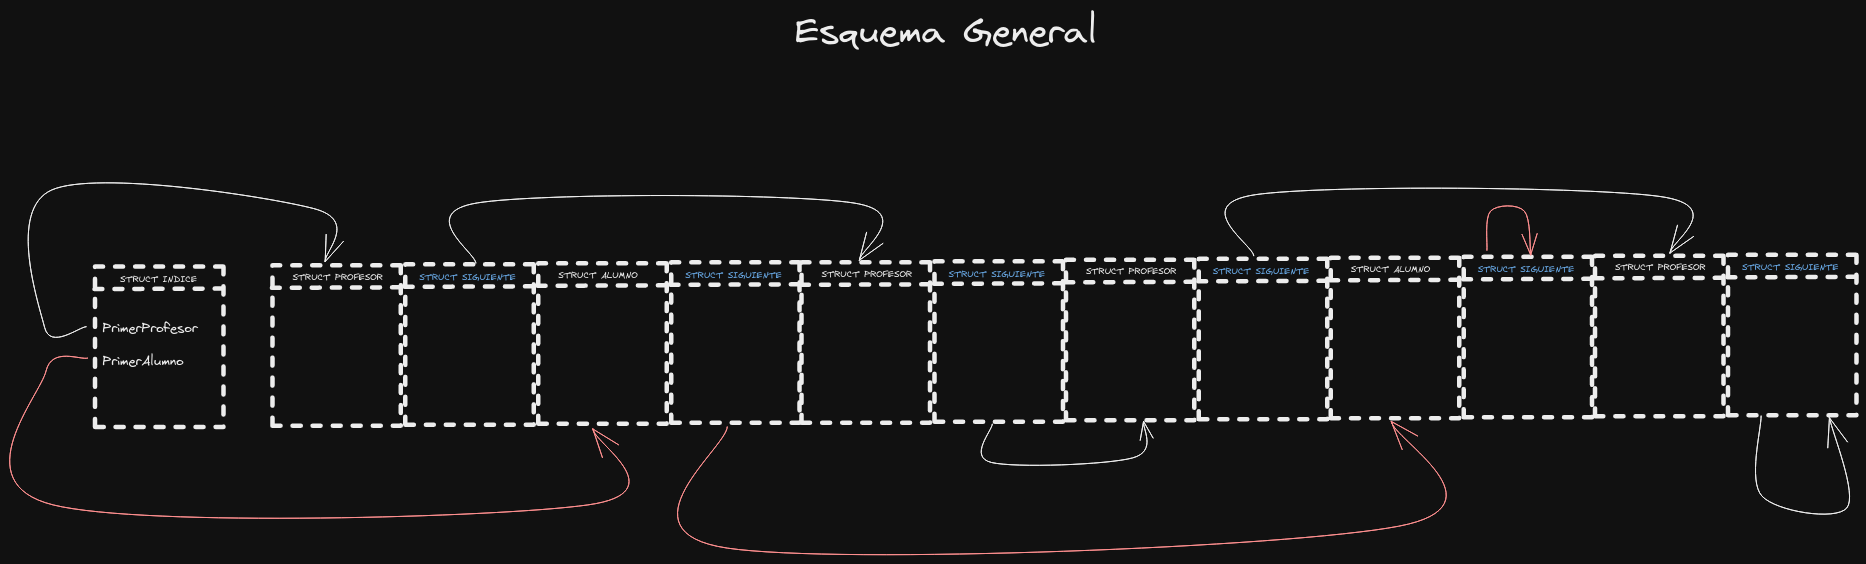 Esquema General
STRUCT INDICE
PrimerProfesor
PrimerAlumno
STRUCT PROFESOR
STRUCT SIGUIENTE
STRUCT ALUMNO
STRUCT SIGUIENTE
STRUCT PROFESOR
STRUCT SIGUIENTE
STRUCT PROFESOR
STRUCT SIGUIENTE
STRUCT ALUMNO
STRUCT SIGUIENTE
STRUCT PROFESOR
STRUCT SIGUIENTE